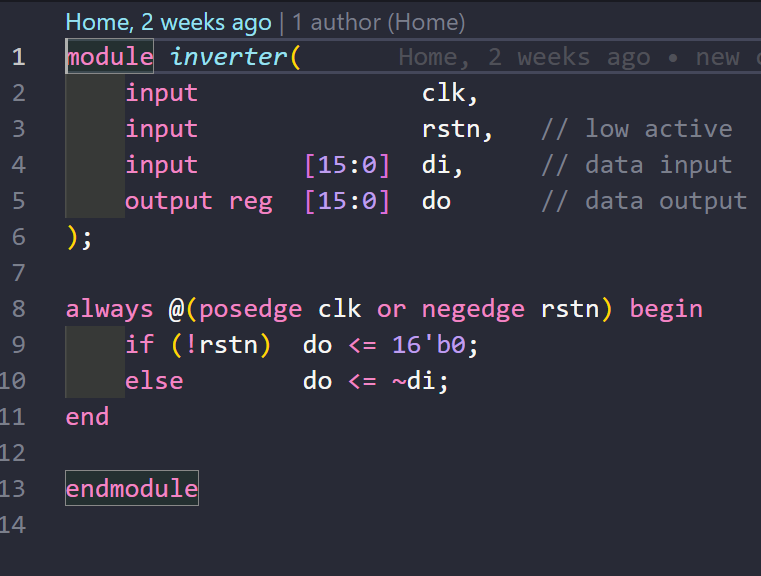 Home, 2 weeks ago | 1 author (Home)
1 module inverter( Home, 2 weeks ago • new
2 input clk,
3 input rstn, // low active
4 input [15:0] di, // data input
5 output reg [15:0] do // data output
6 );
7
8 always @(posedge clk or negedge rstn) begin
9 if (!rstn) do <= 16'b0;
10 else do <= ~di;
11 end
12
13 endmodule
14